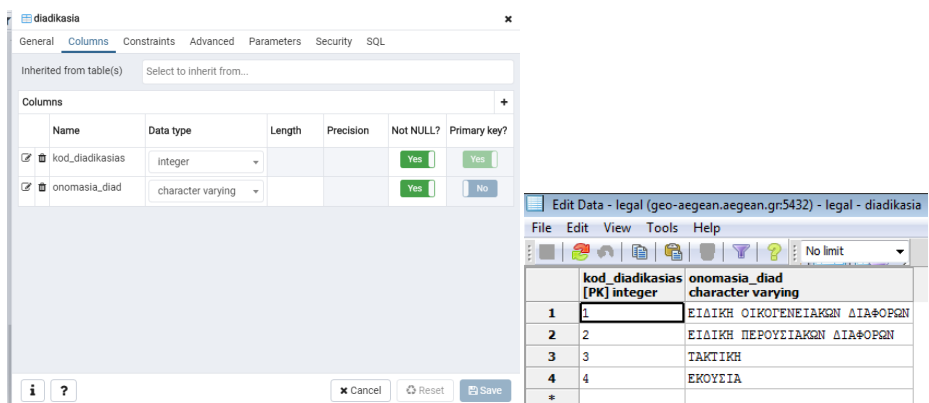 diadikasia
General Columns Constraints Advanced Parameters Security SQL
Inherited from table(s) Select to inherit from...
Columns
Name Data type Length Precision Not NULL? Primary key?
kod_diadikasias integer Yes Yes
onomasia_diad character varying Yes No
i ? Cancel Reset Save
Edit Data - legal (geo-aegean.aegean.gr:5432) - legal - diadikasia
File Edit View Tools Help
No limit
kod_diadikasias onomasia_diad
[PK] integer character varying
1 1 ΕΙΔΙΚΗ ΟΙΚΟΓΕΝΕΙΑΚΩΝ ΔΙΑΦΟΡΩΝ
2 2 ΕΙΔΙΚΗ ΠΕΡΟΥΣΙΑΚΩΝ ΔΙΑΦΟΡΩΝ
3 3 ΤΑΚΤΙΚΗ
4 4 ΕΚΟΥΣΙΑ
*